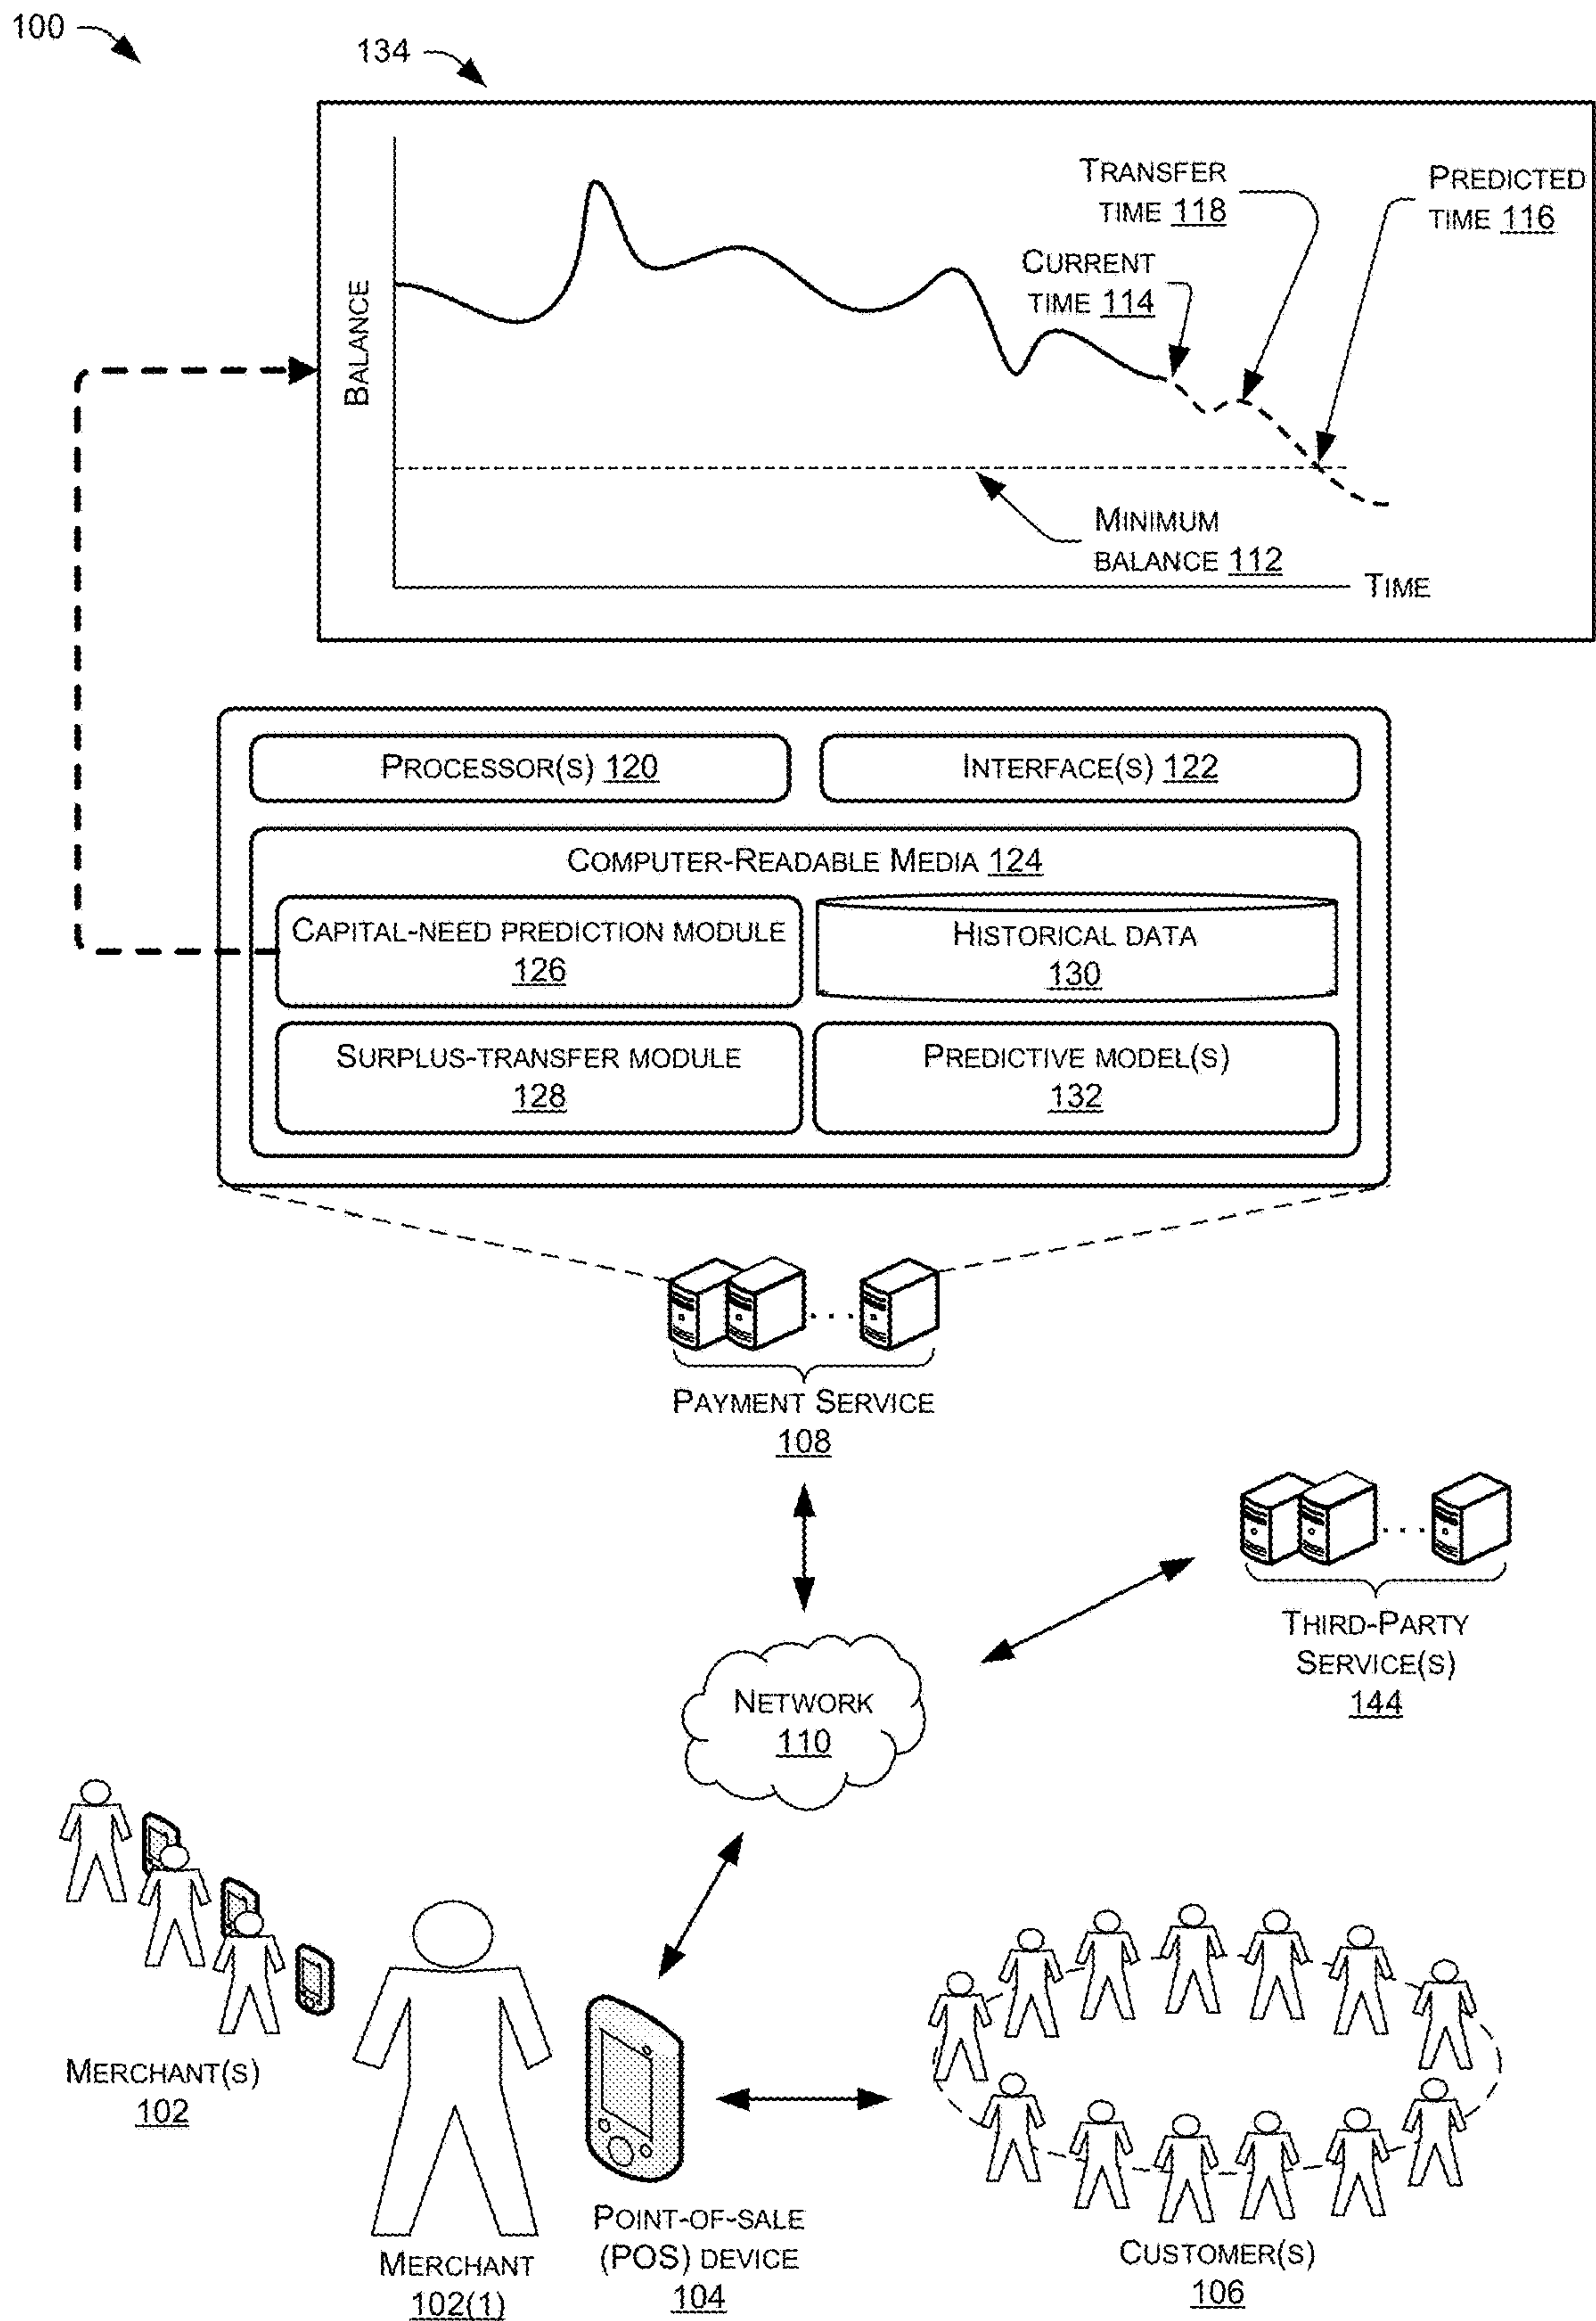 100
134
TRANSFER
TIME 118
PREDICTED
TIME 116
CURRENT
TIME 114
BALANCE
MINIMUM
BALANCE 112
TIME
PROCESSOR(S) 120
INTERFACE(S) 122
COMPUTER-READABLE MEDIA 124
CAPITAL-NEED PREDICTION MODULE
126
HISTORICAL DATA
130
SURPLUS-TRANSFER MODULE
128
PREDICTIVE MODEL(S)
132
PAYMENT SERVICE
108
THIRD-PARTY
SERVICE(S)
144
NETWORK
110
MERCHANT(S)
102
MERCHANT
102(1)
POINT-OF-SALE
(POS) DEVICE
104
CUSTOMER(S)
106